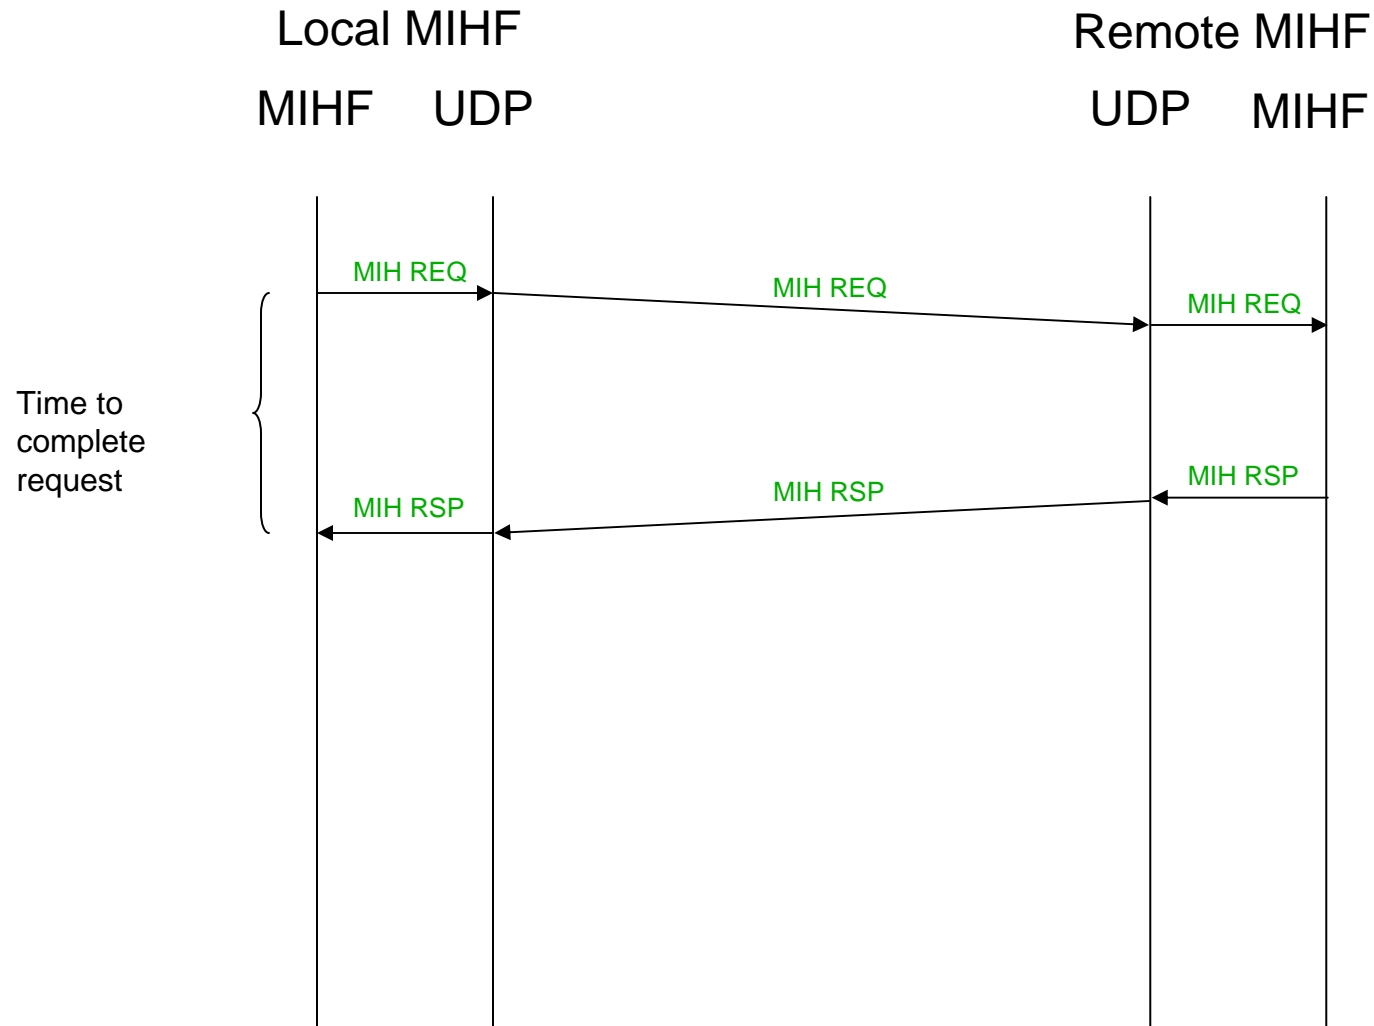 Local MIHF
Remote MIHF
MIHF
UDP
UDP
MIHF
MIH REQ
MIH REQ
MIH REQ
Time to
complete
request
MIH RSP
MIH RSP
MIH RSP